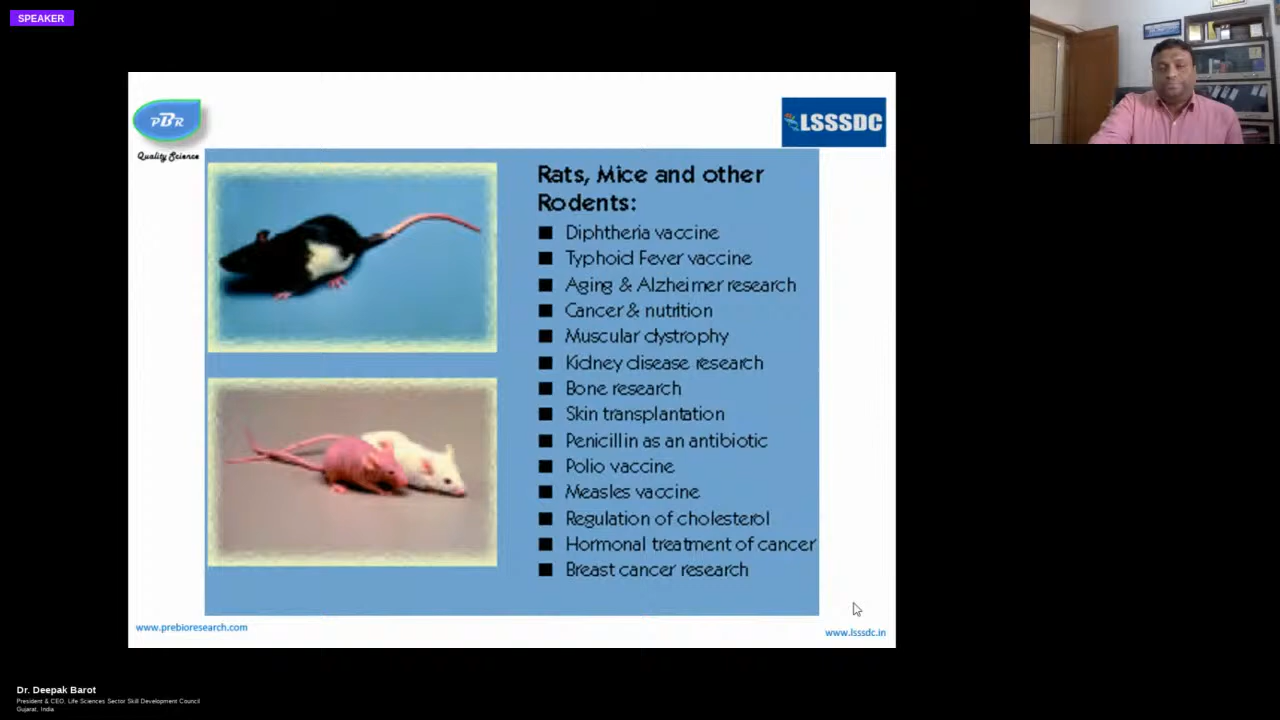 SPEAKER
PBR
Quality Science
LSSSDC
Rats, Mice and other
Rodents:
Diphtheria vaccine
Typhoid Fever vaccine
Aging & Alzheimer research
Cancer & nutrition
Muscular dystrophy
Kidney disease research
Bone research
Skin transplantation
Penicillin as an antibiotic
Polio vaccine
Measles vaccine
Regulation of cholesterol
Hormonal treatment of cancer
Breast cancer research
www.prebioresearch.com
www.lsssdc.in
Dr. Deepak Barot
President & CEO, Life Sciences Sector Skill Development Council
Gujarat, India